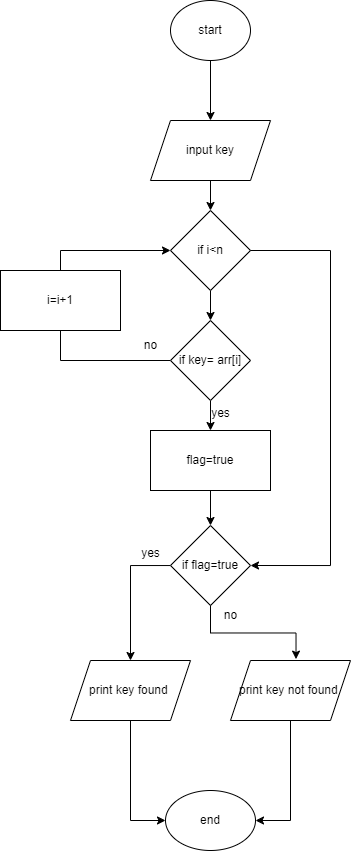 start
input key
if i<n
i=i+1
no
if key= arr[i]
yes
flag=true
yes
if flag=true
no
print key found
print key not found
end